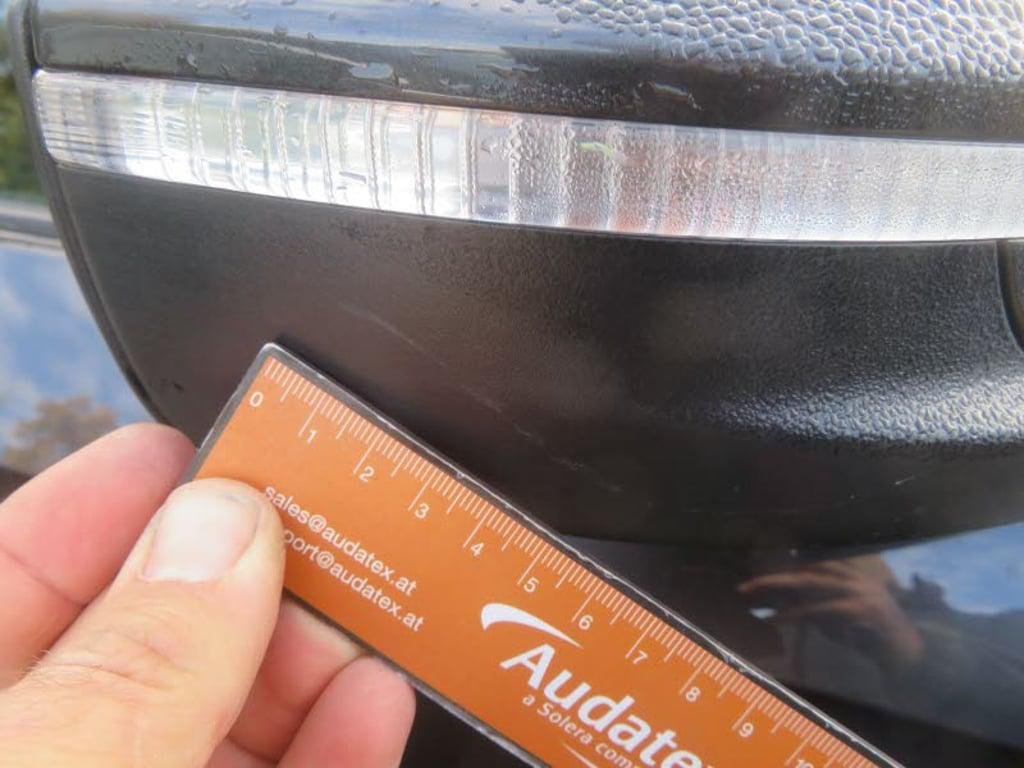 0 1 2 3 4 5 6 7 8 9 10
sales@audatex.at
port@audatex.at
Audate
a Solera com